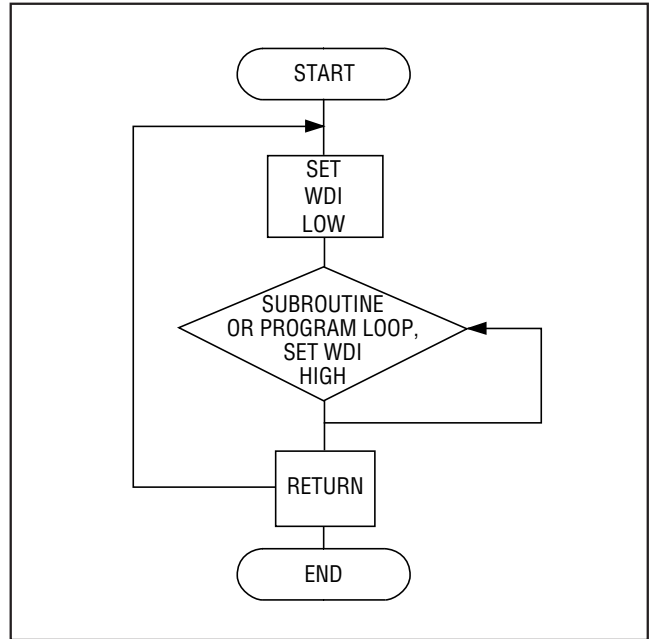 START
SET
WDI
LOW
SUBROUTINE
OR PROGRAM LOOP,
SET WDI
HIGH
RETURN
END